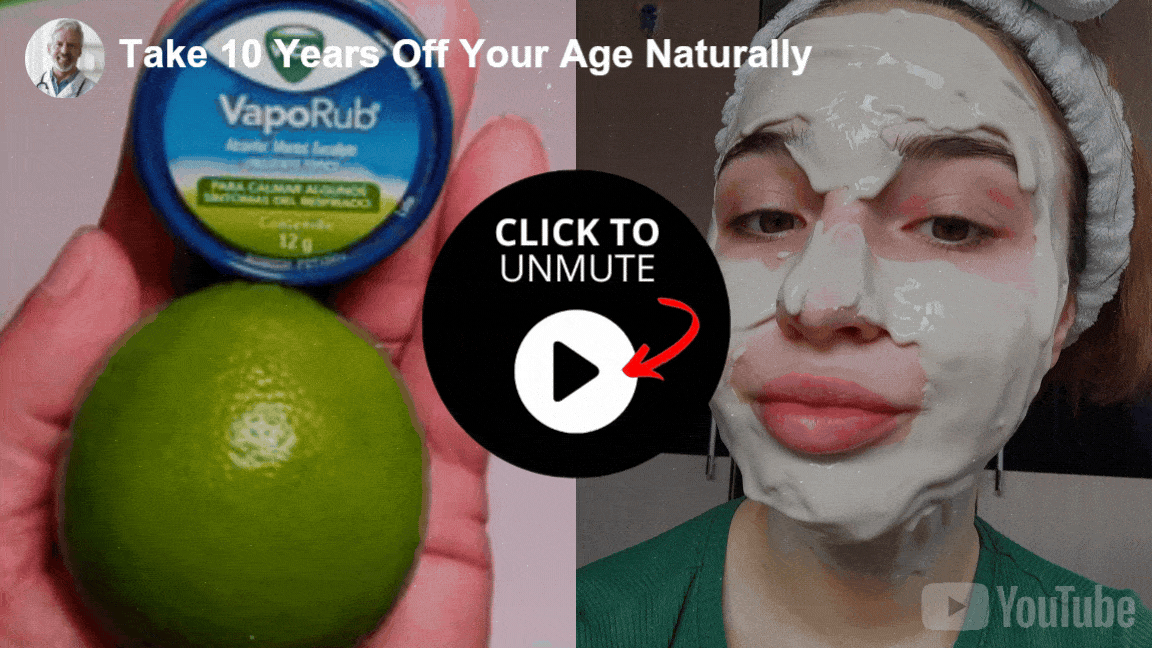 Take 10 Years Off Your Age Naturally
VapoRub
PARA CALMAR ALGUNOS
SÍNTOMAS DEL RESFRIADO
12 g
CLICK TO
UNMUTE
YouTube